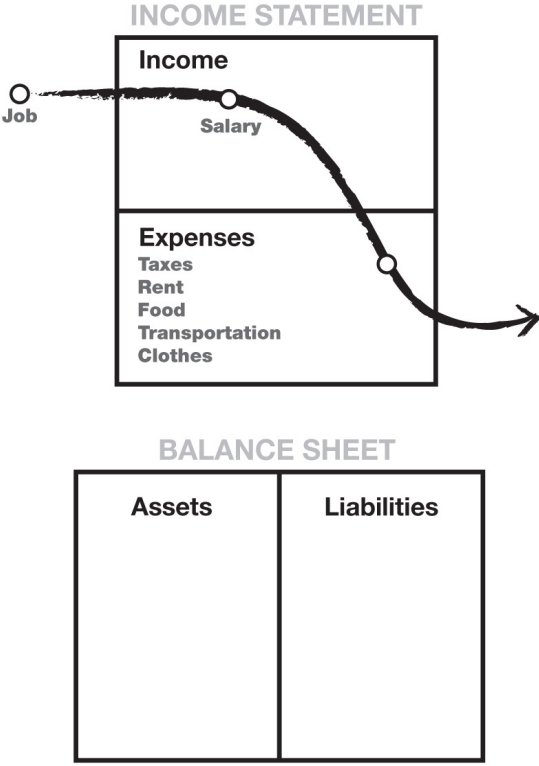 INCOME STATEMENT
Income
Job
Salary
Expenses
Taxes
Rent
Food
Transportation
Clothes
BALANCE SHEET
Assets
Liabilities